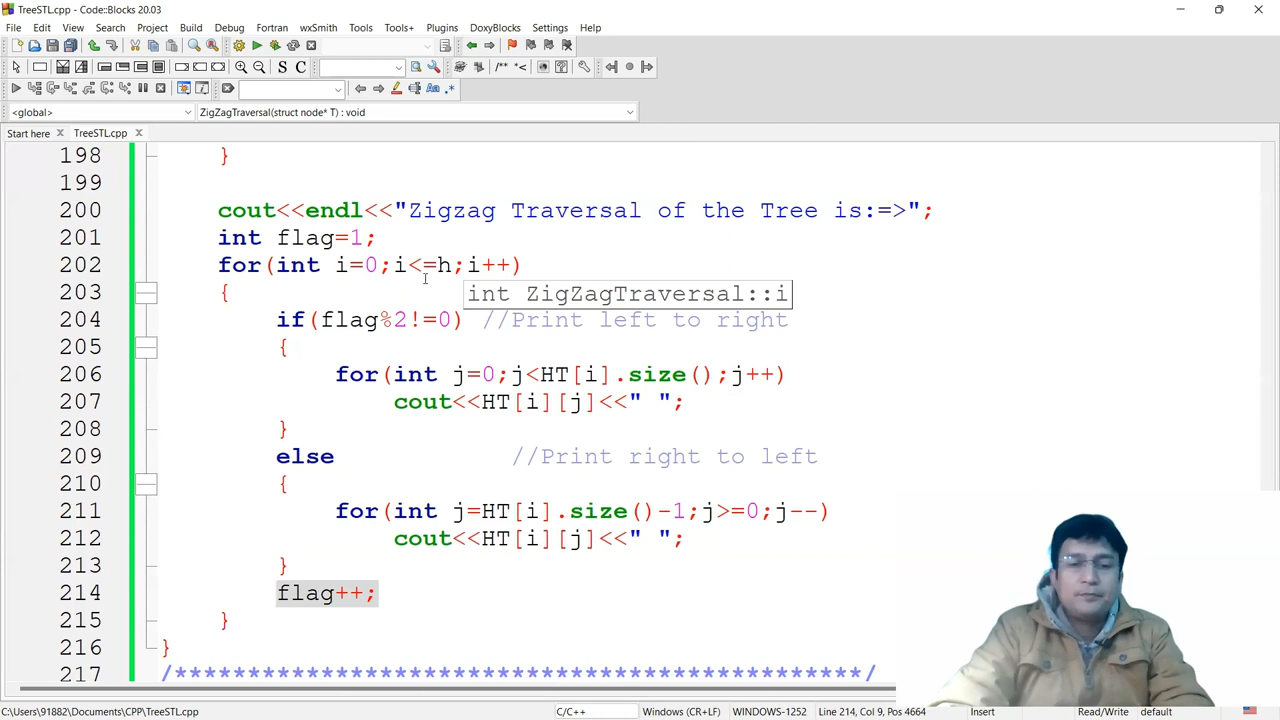 TreeSTL.cpp - Code::Blocks 20.03
File Edit View Search Project Build Debug Fortran wxSmith Tools Tools+ Plugins DoxyBlocks Settings Help
S C /** *<
Aa .*
<global> ZigZagTraversal(struct node* T) : void
Start here TreeSTL.cpp
198 }
199
200 cout<<endl<<"Zigzag Traversal of the Tree is:=>";
201 int flag=1;
202 for(int i=0;i<=h;i++)
203 { int ZigZagTraversal::i
204 if(flag%2!=0) //Print left to right
205 {
206 for(int j=0;j<HT[i].size();j++)
207 cout<<HT[i][j]<<" ";
208 }
209 else //Print right to left
210 {
211 for(int j=HT[i].size()-1;j>=0;j--)
212 cout<<HT[i][j]<<" ";
213 }
214 flag++;
215 }
216 }
217 /***********************************************/
C:\Users\91882\Documents\CPP\TreeSTL.cpp C/C++ Windows (CR+LF) WINDOWS-1252 Line 214, Col 9, Pos 4664 Insert Read/Write default